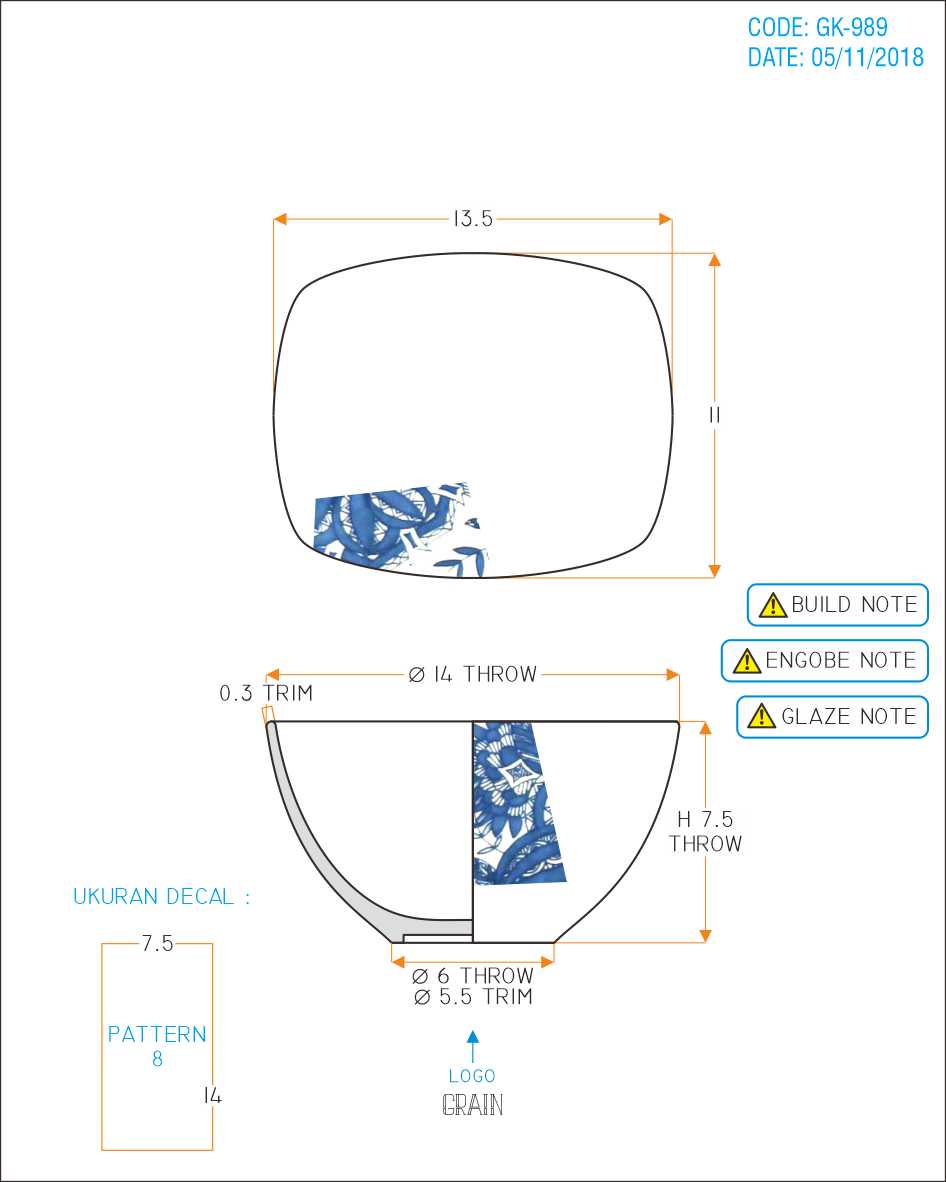 CODE: GK-989
DATE: 05/11/2018
13.5
11
BUILD NOTE
ENGOBE NOTE
GLAZE NOTE
Ø 14 THROW
0.3 TRIM
H 7.5
THROW
UKURAN DECAL :
7.5
PATTERN
8
14
Ø 6 THROW
Ø 5.5 TRIM
LOGO
GRAIN